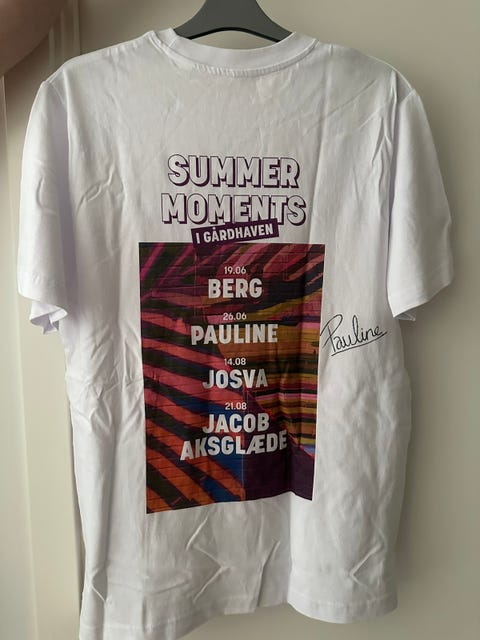 SUMMER
MOMENTS
I GÅRDHAVEN
19.06
BERG
26.06
PAULINE
Pauline
14.08
JOSVA
21.08
JACOB
AKSGLÆDE